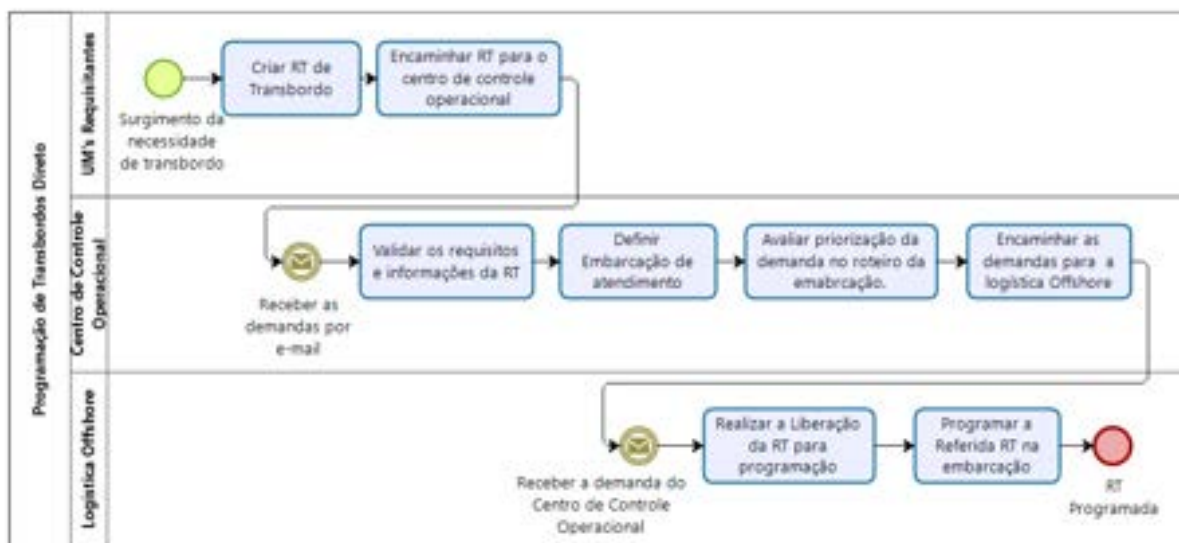 Programação de Transbordos Direto
UM's Requisitantes
Surgimento da
necessidade
de transbordo
Criar RT de
Transbordo
Encaminhar RT para o
centro de controle
operacional
Centro de Controle
Operacional
Receber as
demandas por
e-mail
Validar os requisitos
e informações da RT
Definir
Embarcação de
atendimento
Avaliar priorização da
demanda no roteiro da
emabrcação.
Encaminhar as
demandas para a
logística Offshore
Logística Offshore
Receber a demanda do
Centro de Controle
Operacional
Realizar a Liberação
da RT para
programação
Programar a
Referida RT na
embarcação
RT
Programada